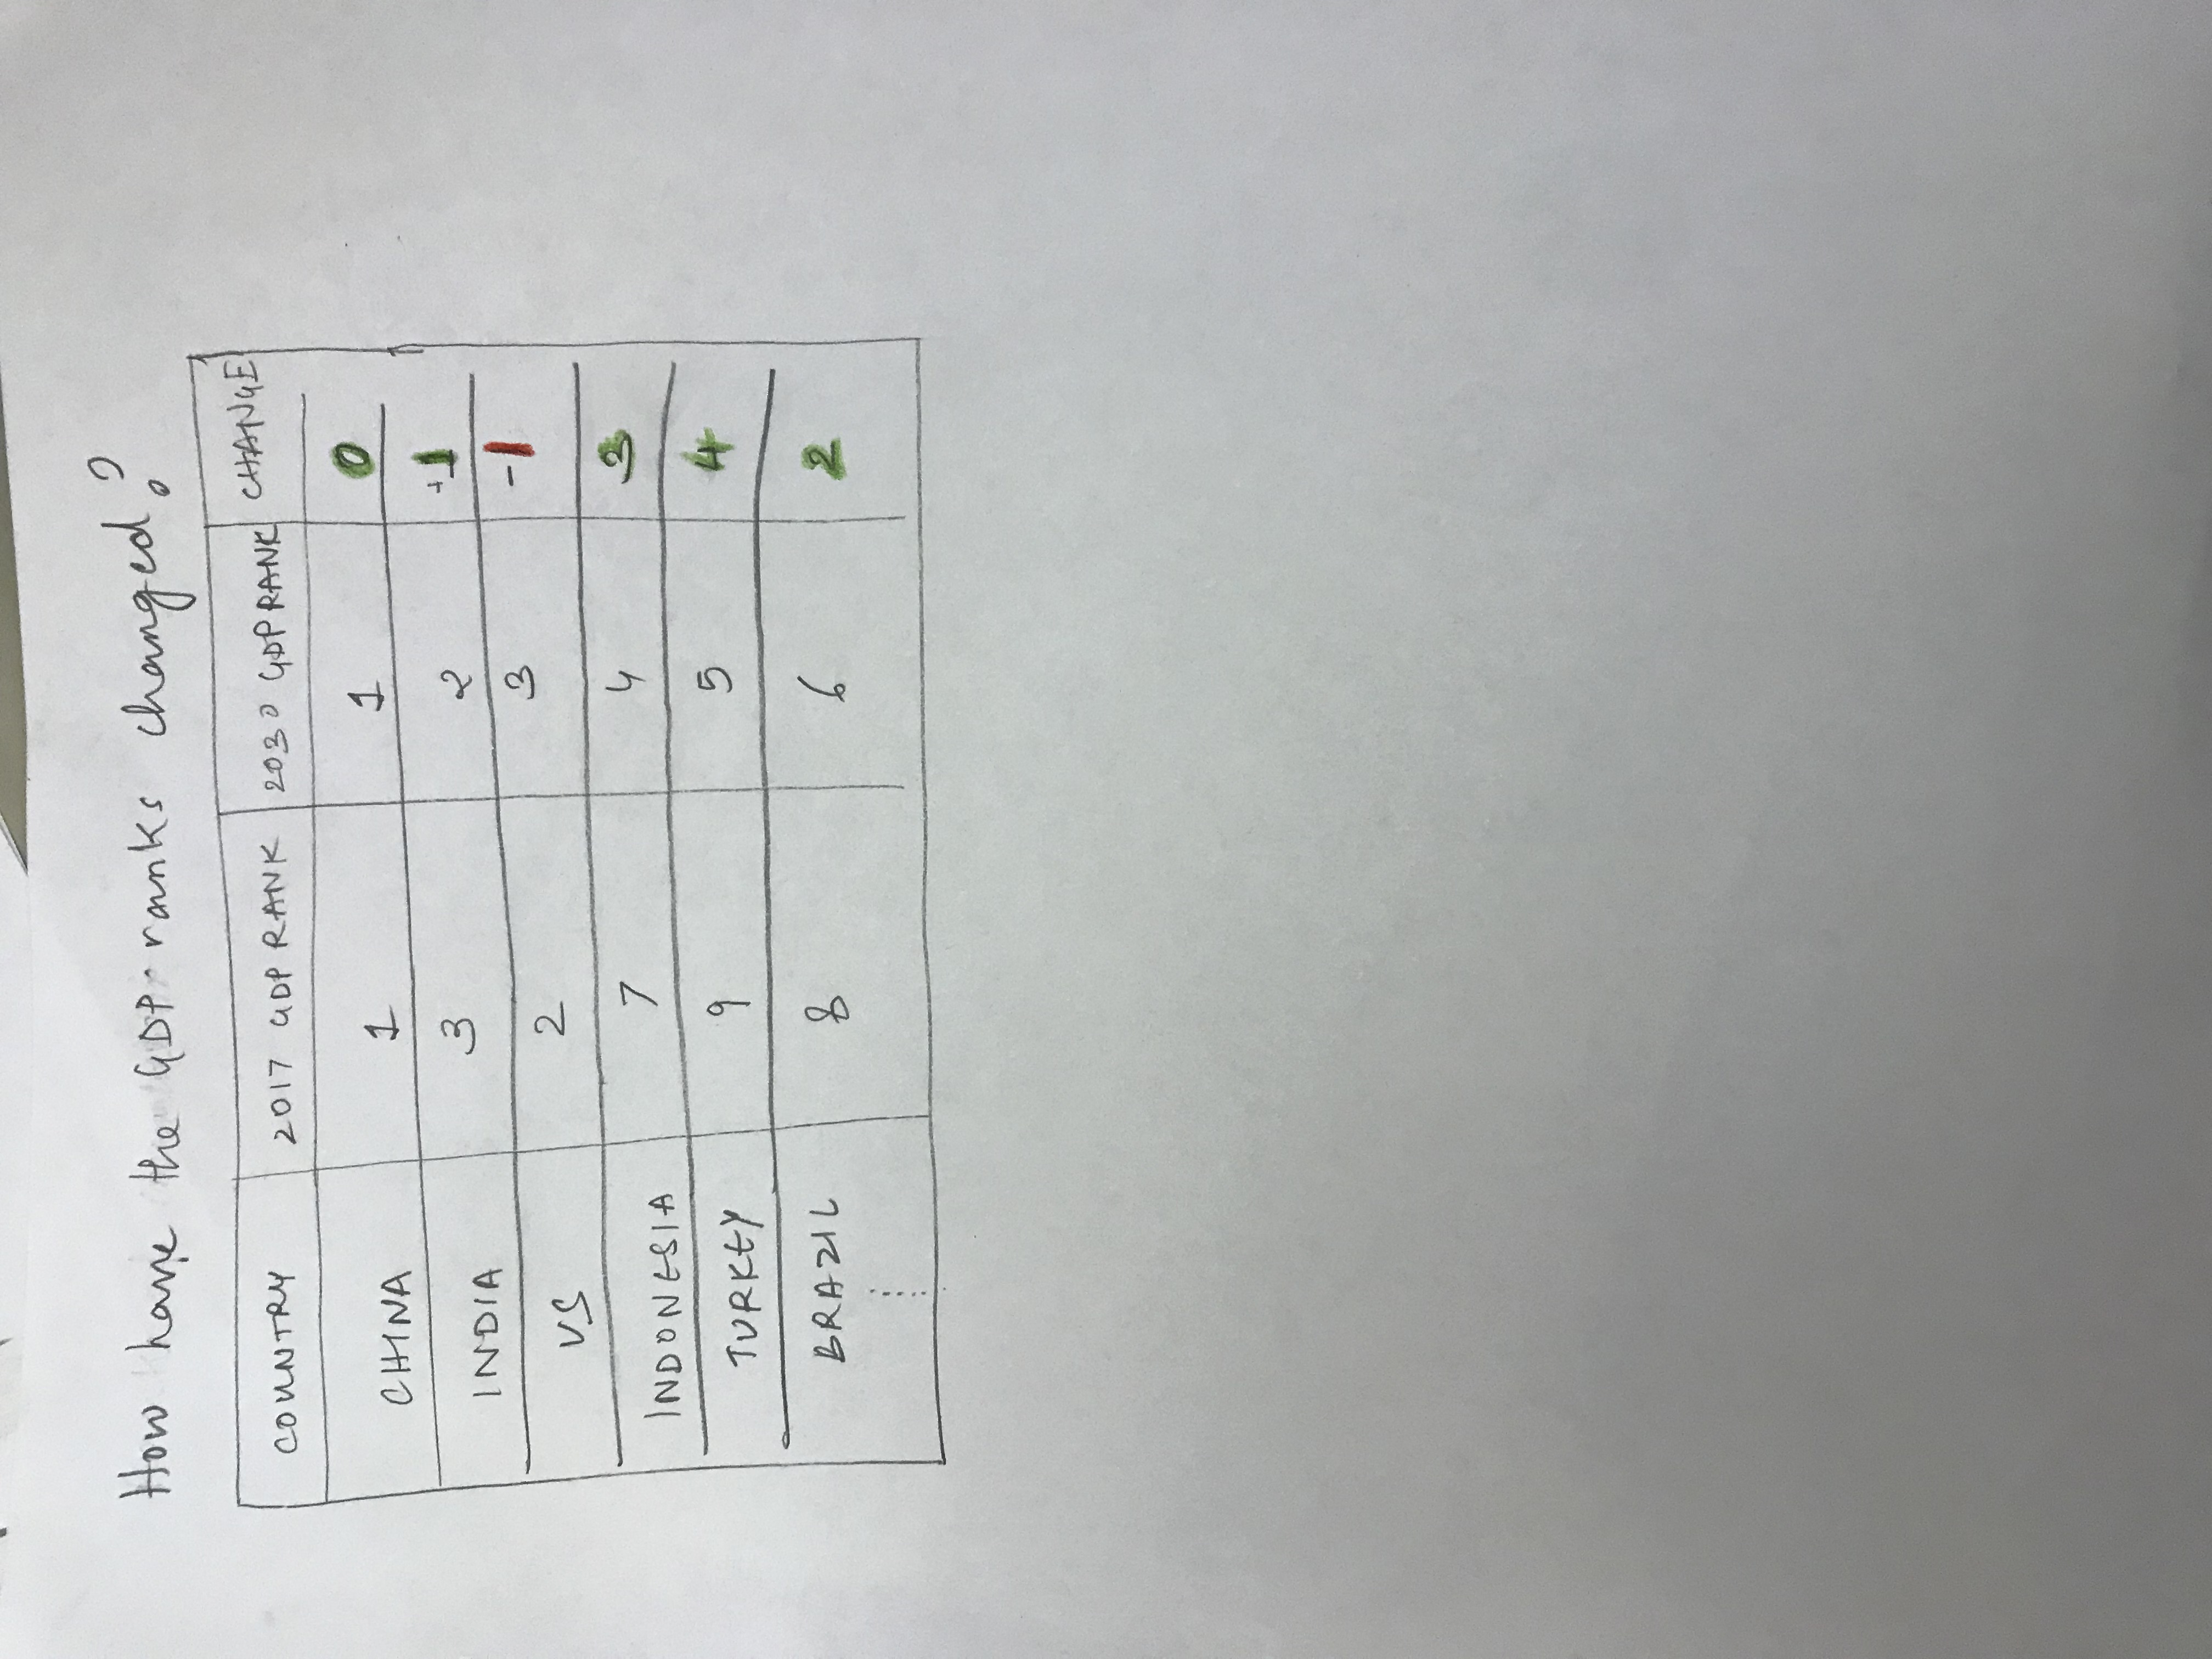 How have the GDP ranks changed?
COUNTRY 2017 GDP RANK 2030 GDP RANK CHANGE
CHINA 1 1 0
INDIA 3 2 +1
US 2 3 -1
INDONESIA 7 4 3
TURKEY 9 5 4
BRAZIL 8 6 2